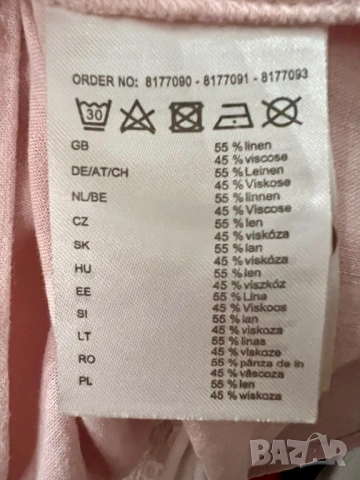 ORDER NO: 8177090 - 8177091 - 8177093
30
GB 55 % linen
45 % viscose
DE/AT/CH 55 % Leinen
45 % Viskose
NL/BE 55 % linnen
45 % Viscose
CZ 55 % len
45 % viskóza
SK 55 % ľan
45 % viskóza
HU 55 % len
45 % viszkóz
EE 55 % Lina
45 % Viskoos
SI 55 % lan
45 % viskoza
LT 55 % linas
45 % viskozė
RO 55 % pânza de in
45 % vâscoza
PL 55 % len
45 % wiskoza
BAZAR